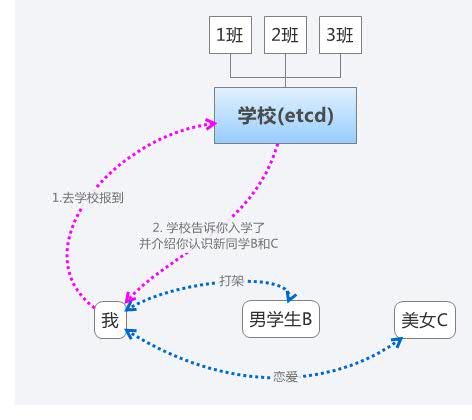 1班 2班 3班
学校(etcd)
1.去学校报到
2. 学校告诉你入学了
并介绍你认识新同学B和C
打架
我 男学生B 美女C
恋爱